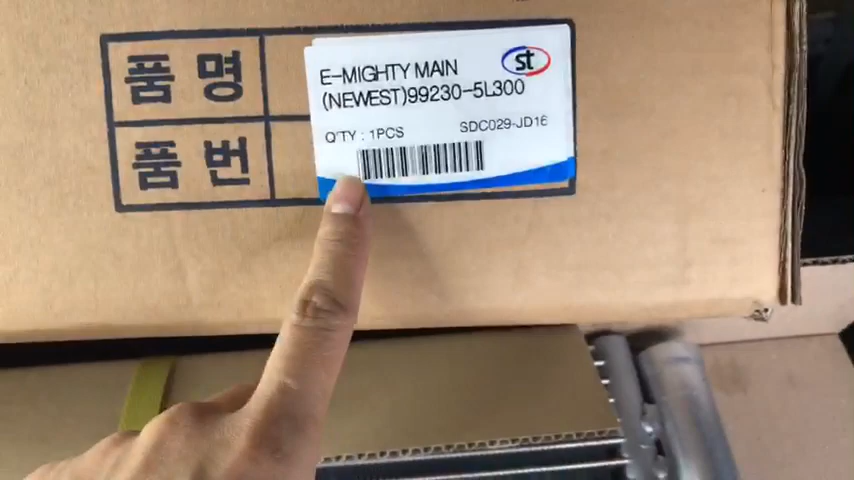 품 명
E-MIGHTY MAIN
st
(NEWEST)99230-5L300
품 번
Q'TY : 1PCS
SDC029-JD16